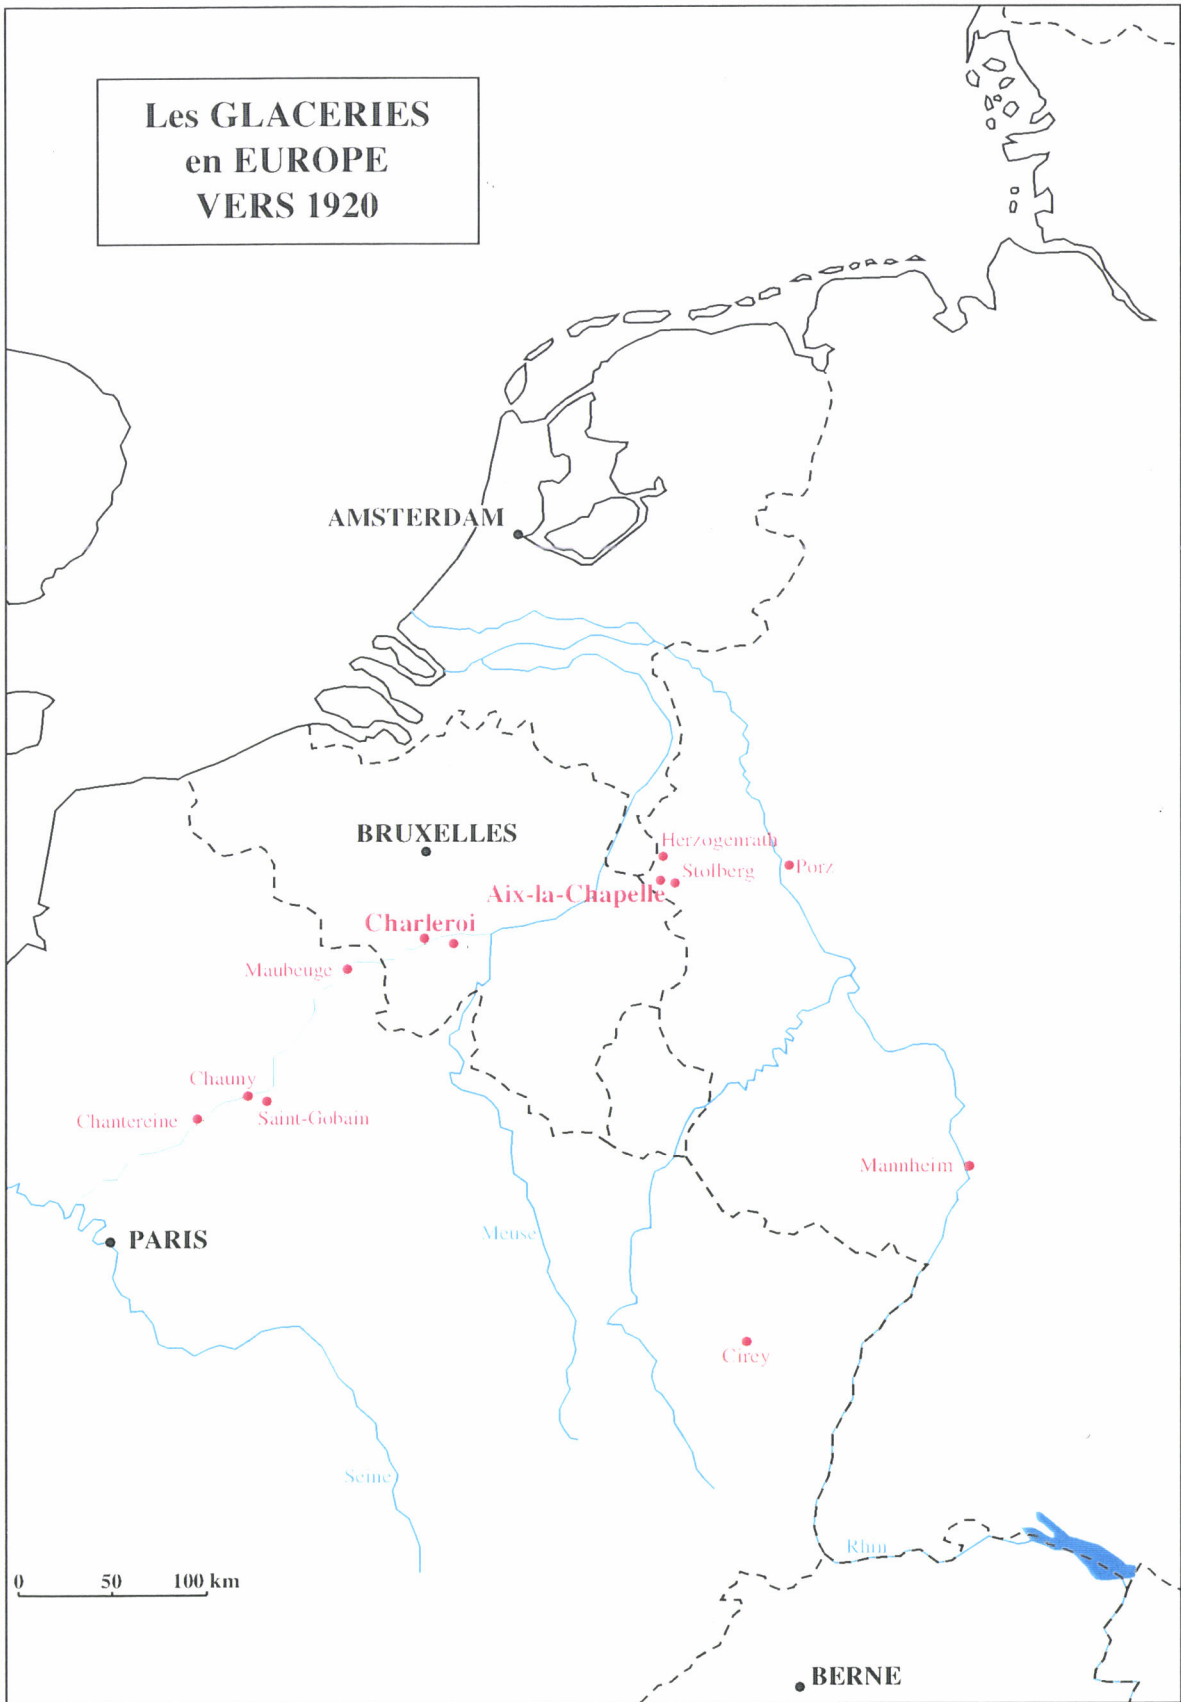 Les GLACERIES
en EUROPE
VERS 1920
AMSTERDAM
BRUXELLES
Herzogenrath
Stolberg
Porz
Aix-la-Chapelle
Charleroi
Maubeuge
Chauny
Chantereine
Saint-Gobain
Mannheim
PARIS
Meuse
Cirey
Seine
Rhin
0 50 100 km
BERNE